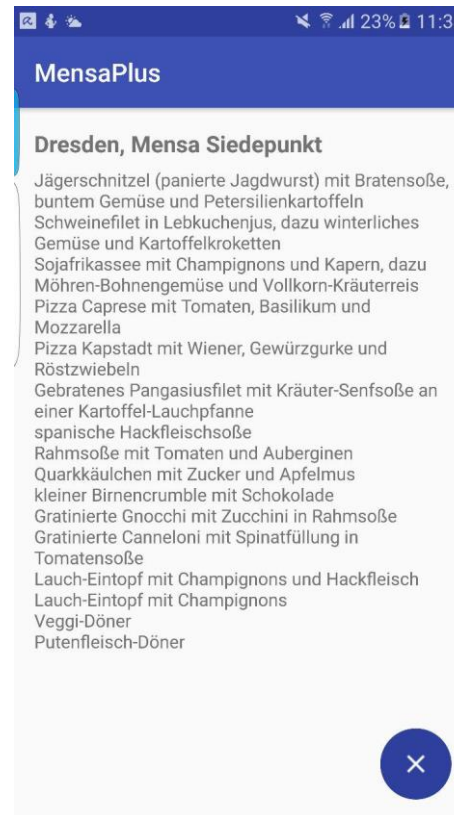 23% 11:3
MensaPlus
Dresden, Mensa Siedepunkt
Jägerschnitzel (panierte Jagdwurst) mit Bratensoße,
buntem Gemüse und Petersilienkartoffeln
Schweinefilet in Lebkuchenjus, dazu winterliches
Gemüse und Kartoffelkroketten
Sojafrikassee mit Champignons und Kapern, dazu
Möhren-Bohnengemüse und Vollkorn-Kräuterreis
Pizza Caprese mit Tomaten, Basilikum und
Mozzarella
Pizza Kapstadt mit Wiener, Gewürzgurke und
Röstzwiebeln
Gebratenes Pangasiusfilet mit Kräuter-Senfsoße an
einer Kartoffel-Lauchpfanne
spanische Hackfleischsoße
Rahmsoße mit Tomaten und Auberginen
Quarkkäulchen mit Zucker und Apfelmus
kleiner Birnencrumble mit Schokolade
Gratinierte Gnocchi mit Zucchini in Rahmsoße
Gratinierte Canneloni mit Spinatfüllung in
Tomatensoße
Lauch-Eintopf mit Champignons und Hackfleisch
Lauch-Eintopf mit Champignons
Veggi-Döner
Putenfleisch-Döner